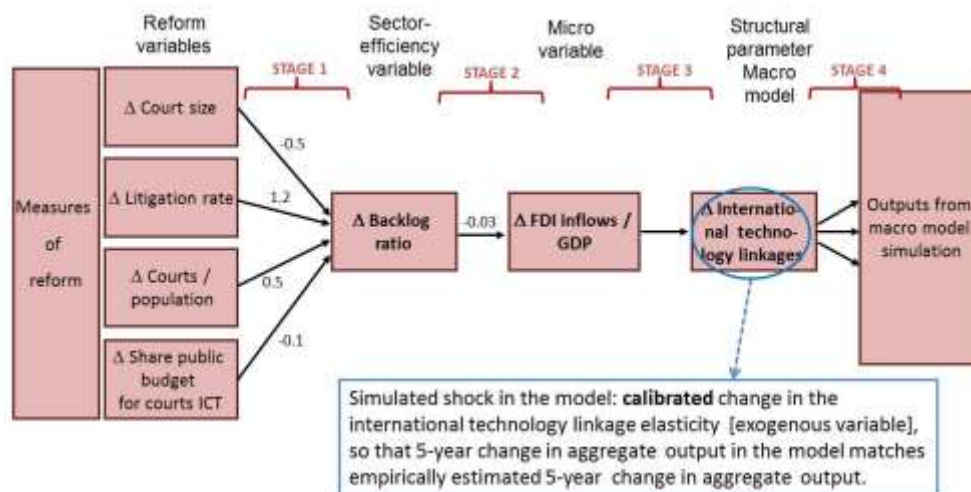 Reform
variables
Sector-
efficiency
variable
Micro
variable
Structural
parameter
Macro
model
STAGE 1
STAGE 2
STAGE 3
STAGE 4
Measures
of
reform
Δ Court size
Δ Litigation rate
Δ Courts /
population
Δ Share public
budget
for courts ICT
-0.5
1.2
0.5
-0.1
Δ Backlog
ratio
-0.03
Δ FDI inflows /
GDP
Δ Internatio-
nal techno-
logy linkages
Outputs from
macro model
simulation
Simulated shock in the model: calibrated change in the
international technology linkage elasticity [exogenous variable],
so that 5-year change in aggregate output in the model matches
empirically estimated 5-year change in aggregate output.